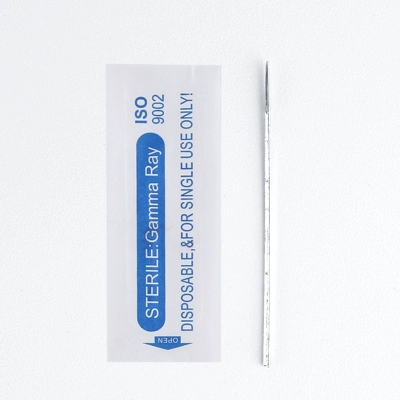 ISO
9002
STERILE:Gamma Ray
DISPOSABLE,&FOR SINGLE USE ONLY!
OPEN